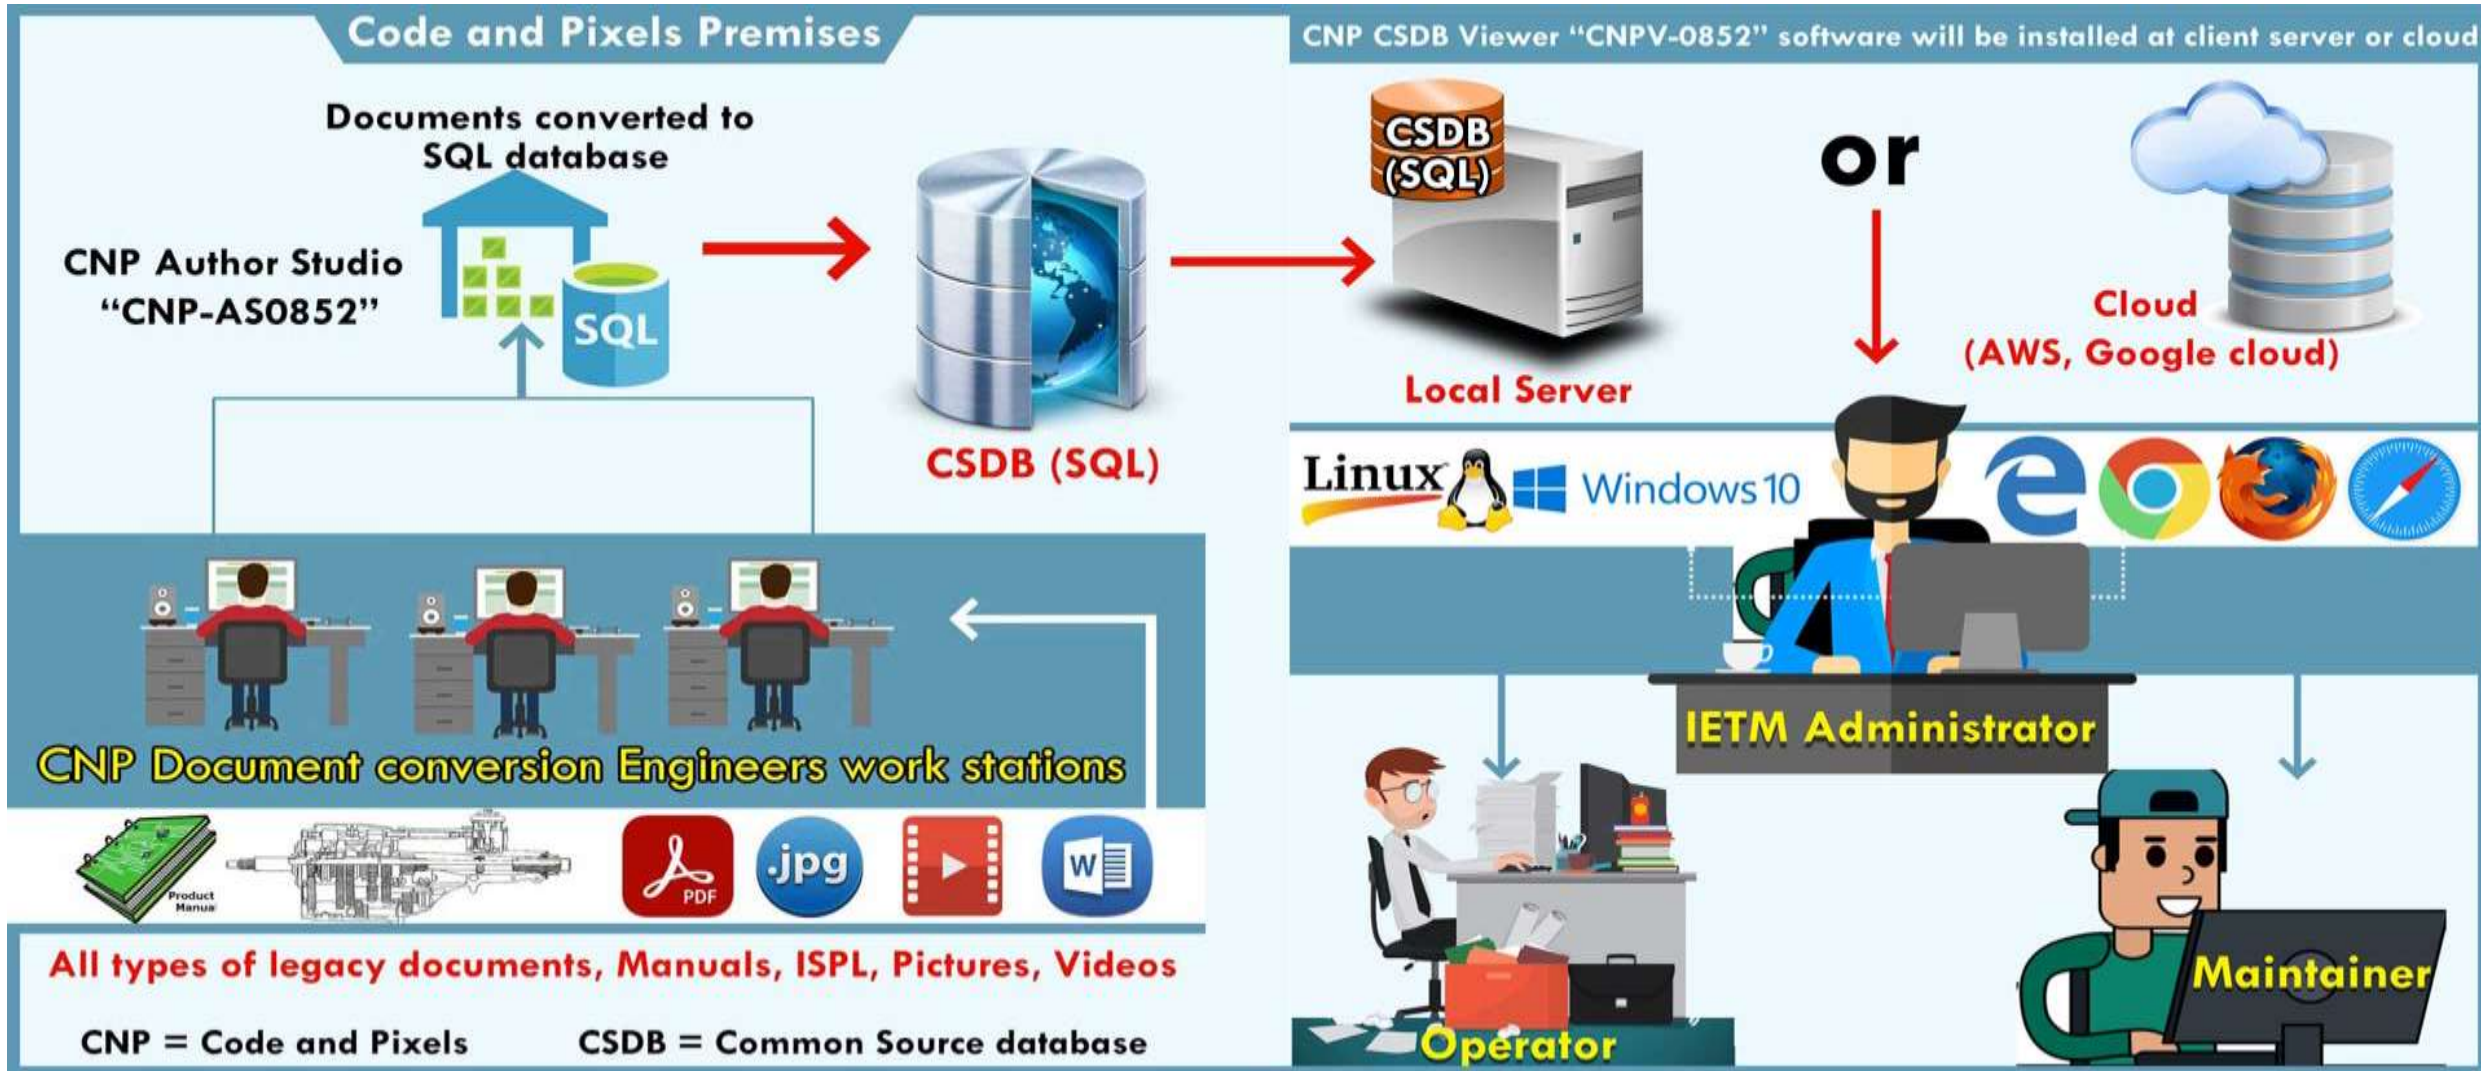 Code and Pixels Premises
Documents converted to
SQL database
CNP Author Studio
“CNP-AS0852”
SQL
CSDB (SQL)
CNP Document conversion Engineers work stations
Product
Manual
PDF
.jpg
W
All types of legacy documents, Manuals, ISPL, Pictures, Videos
CNP = Code and Pixels
CSDB = Common Source database
CNP CSDB Viewer “CNPV-0852” software will be installed at client server or cloud
CSDB
(SQL)
or
Local Server
Cloud
(AWS, Google cloud)
Linux
Windows 10
IETM Administrator
Operator
Maintainer